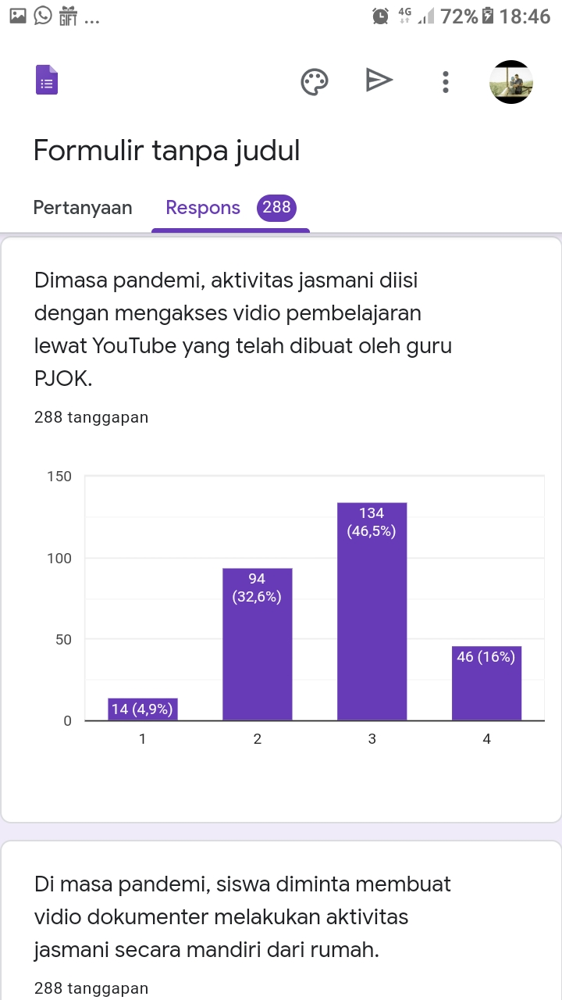 GIFT ... 4G 72% 18:46
Formulir tanpa judul
Pertanyaan Respons 288
Dimasa pandemi, aktivitas jasmani diisi
dengan mengakses vidio pembelajaran
lewat YouTube yang telah dibuat oleh guru
PJOK.
288 tanggapan
150
100
50
0
14 (4,9%)
94
(32,6%)
134
(46,5%)
46 (16%)
1 2 3 4
Di masa pandemi, siswa diminta membuat
vidio dokumenter melakukan aktivitas
jasmani secara mandiri dari rumah.
288 tanggapan